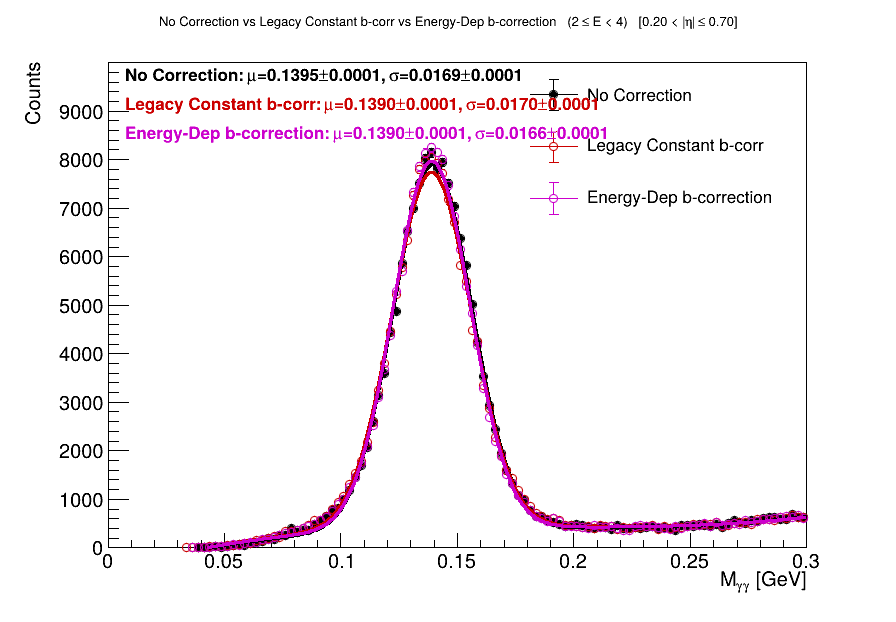 No Correction vs Legacy Constant b-corr vs Energy-Dep b-correction (2 ≤ E < 4) [0.20 < |η| ≤ 0.70]
Counts
No Correction: μ=0.1395±0.0001, σ=0.0169±0.0001
Legacy Constant b-corr: μ=0.1390±0.0001, σ=0.0170±0.0001
Energy-Dep b-correction: μ=0.1390±0.0001, σ=0.0166±0.0001
No Correction
Legacy Constant b-corr
Energy-Dep b-correction
9000
8000
7000
6000
5000
4000
3000
2000
1000
0
0 0.05 0.1 0.15 0.2 0.25 0.3
M_γγ [GeV]